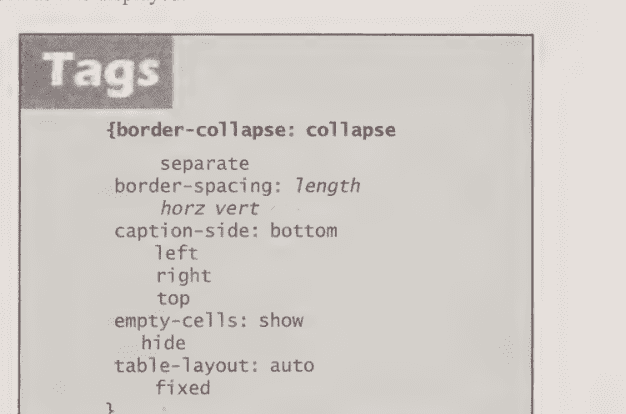 Tags
{border-collapse: collapse
separate
border-spacing: length
horz vert
caption-side: bottom
left
right
top
empty-cells: show
hide
table-layout: auto
fixed
}